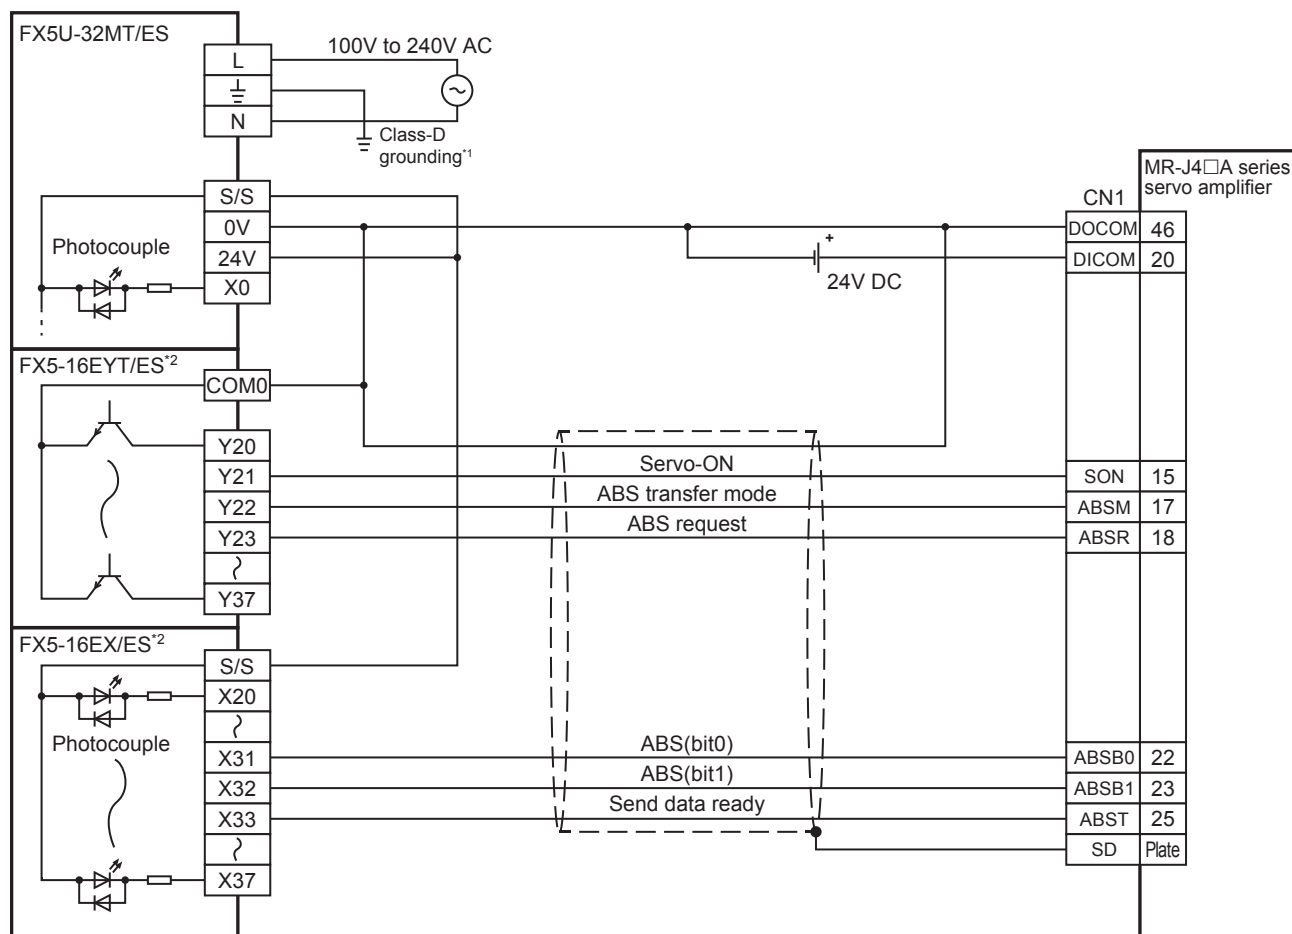 FX5U-32MT/ES
L
100V to 240V AC
N
Class-D
grounding*1
MR-J4□A series
servo amplifier
CN1
S/S
0V
24V
X0
Photocouple
+
24V DC
DOCOM 46
DICOM 20
FX5-16EYT/ES*2
COM0
Y20
Y21 Servo-ON SON 15
Y22 ABS transfer mode ABSM 17
Y23 ABS request ABSR 18
Y37
FX5-16EX/ES*2
S/S
X20
Photocouple
X31 ABS(bit0) ABSB0 22
X32 ABS(bit1) ABSB1 23
X33 Send data ready ABST 25
SD Plate
X37